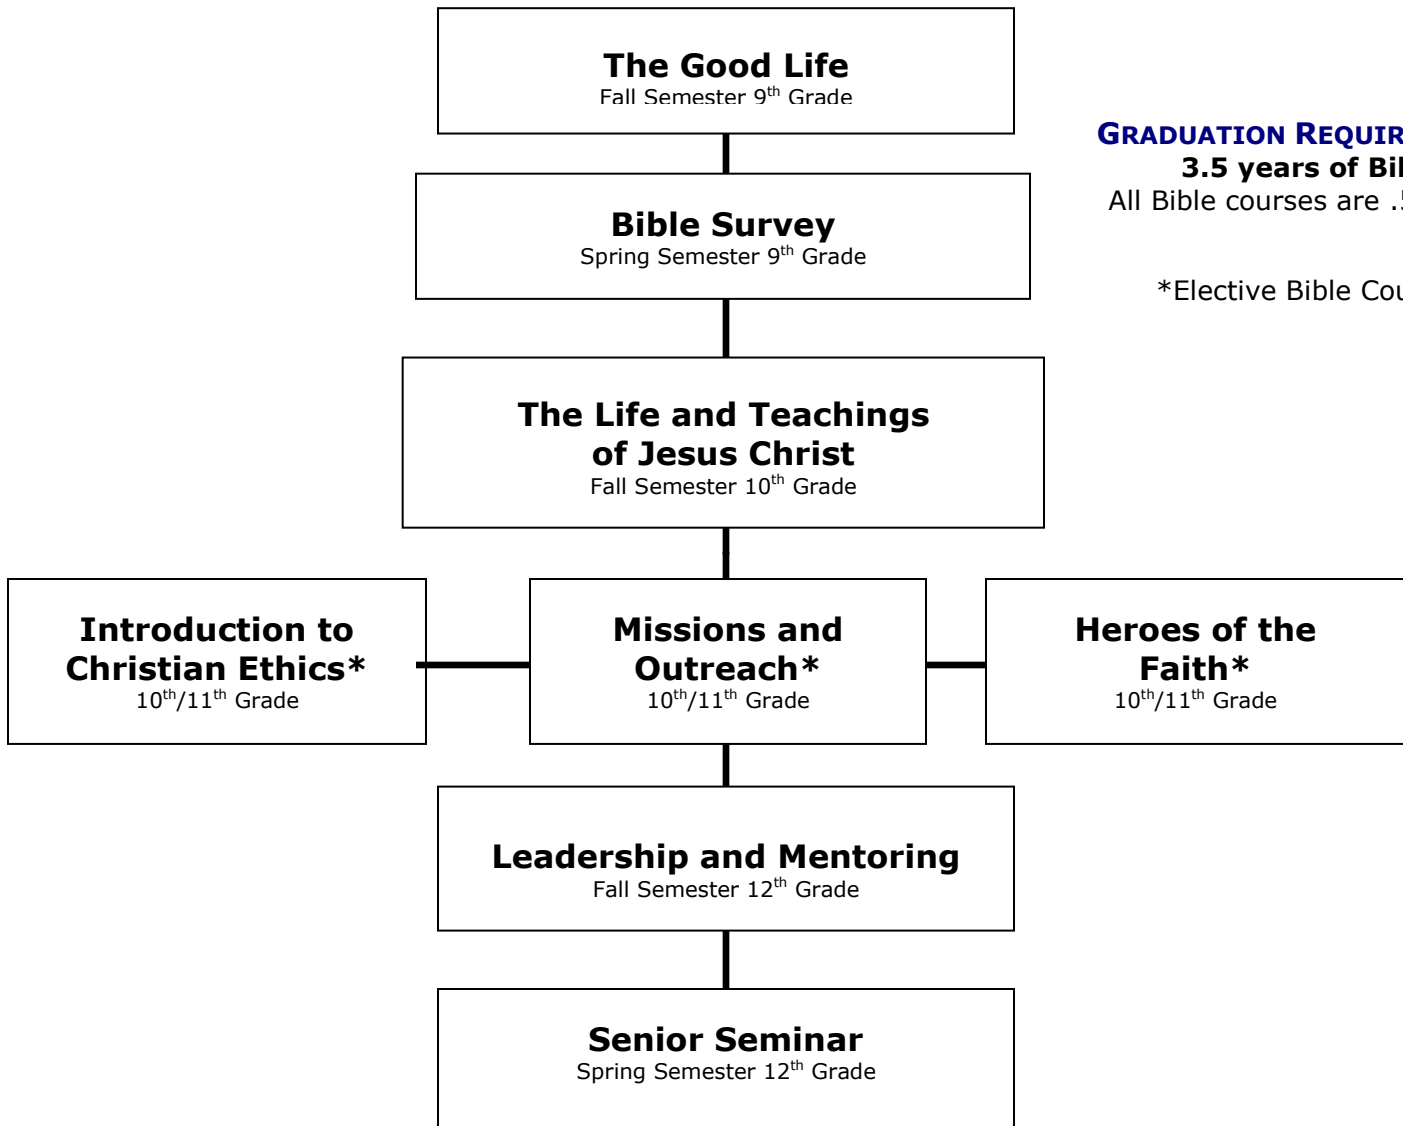 The Good Life
Fall Semester 9th Grade
GRADUATION
3.5 years of
All Bible courses are
Bible Survey
Spring Semester 9th Grade
*Elective Bible
The Life and Teachings
of Jesus Christ
Fall Semester 10th Grade
Introduction to
Christian Ethics*
10th/11th Grade
Missions and
Outreach*
10th/11th Grade
Heroes of the
Faith*
10th/11th Grade
Leadership and Mentoring
Fall Semester 12th Grade
Senior Seminar
Spring Semester 12th Grade